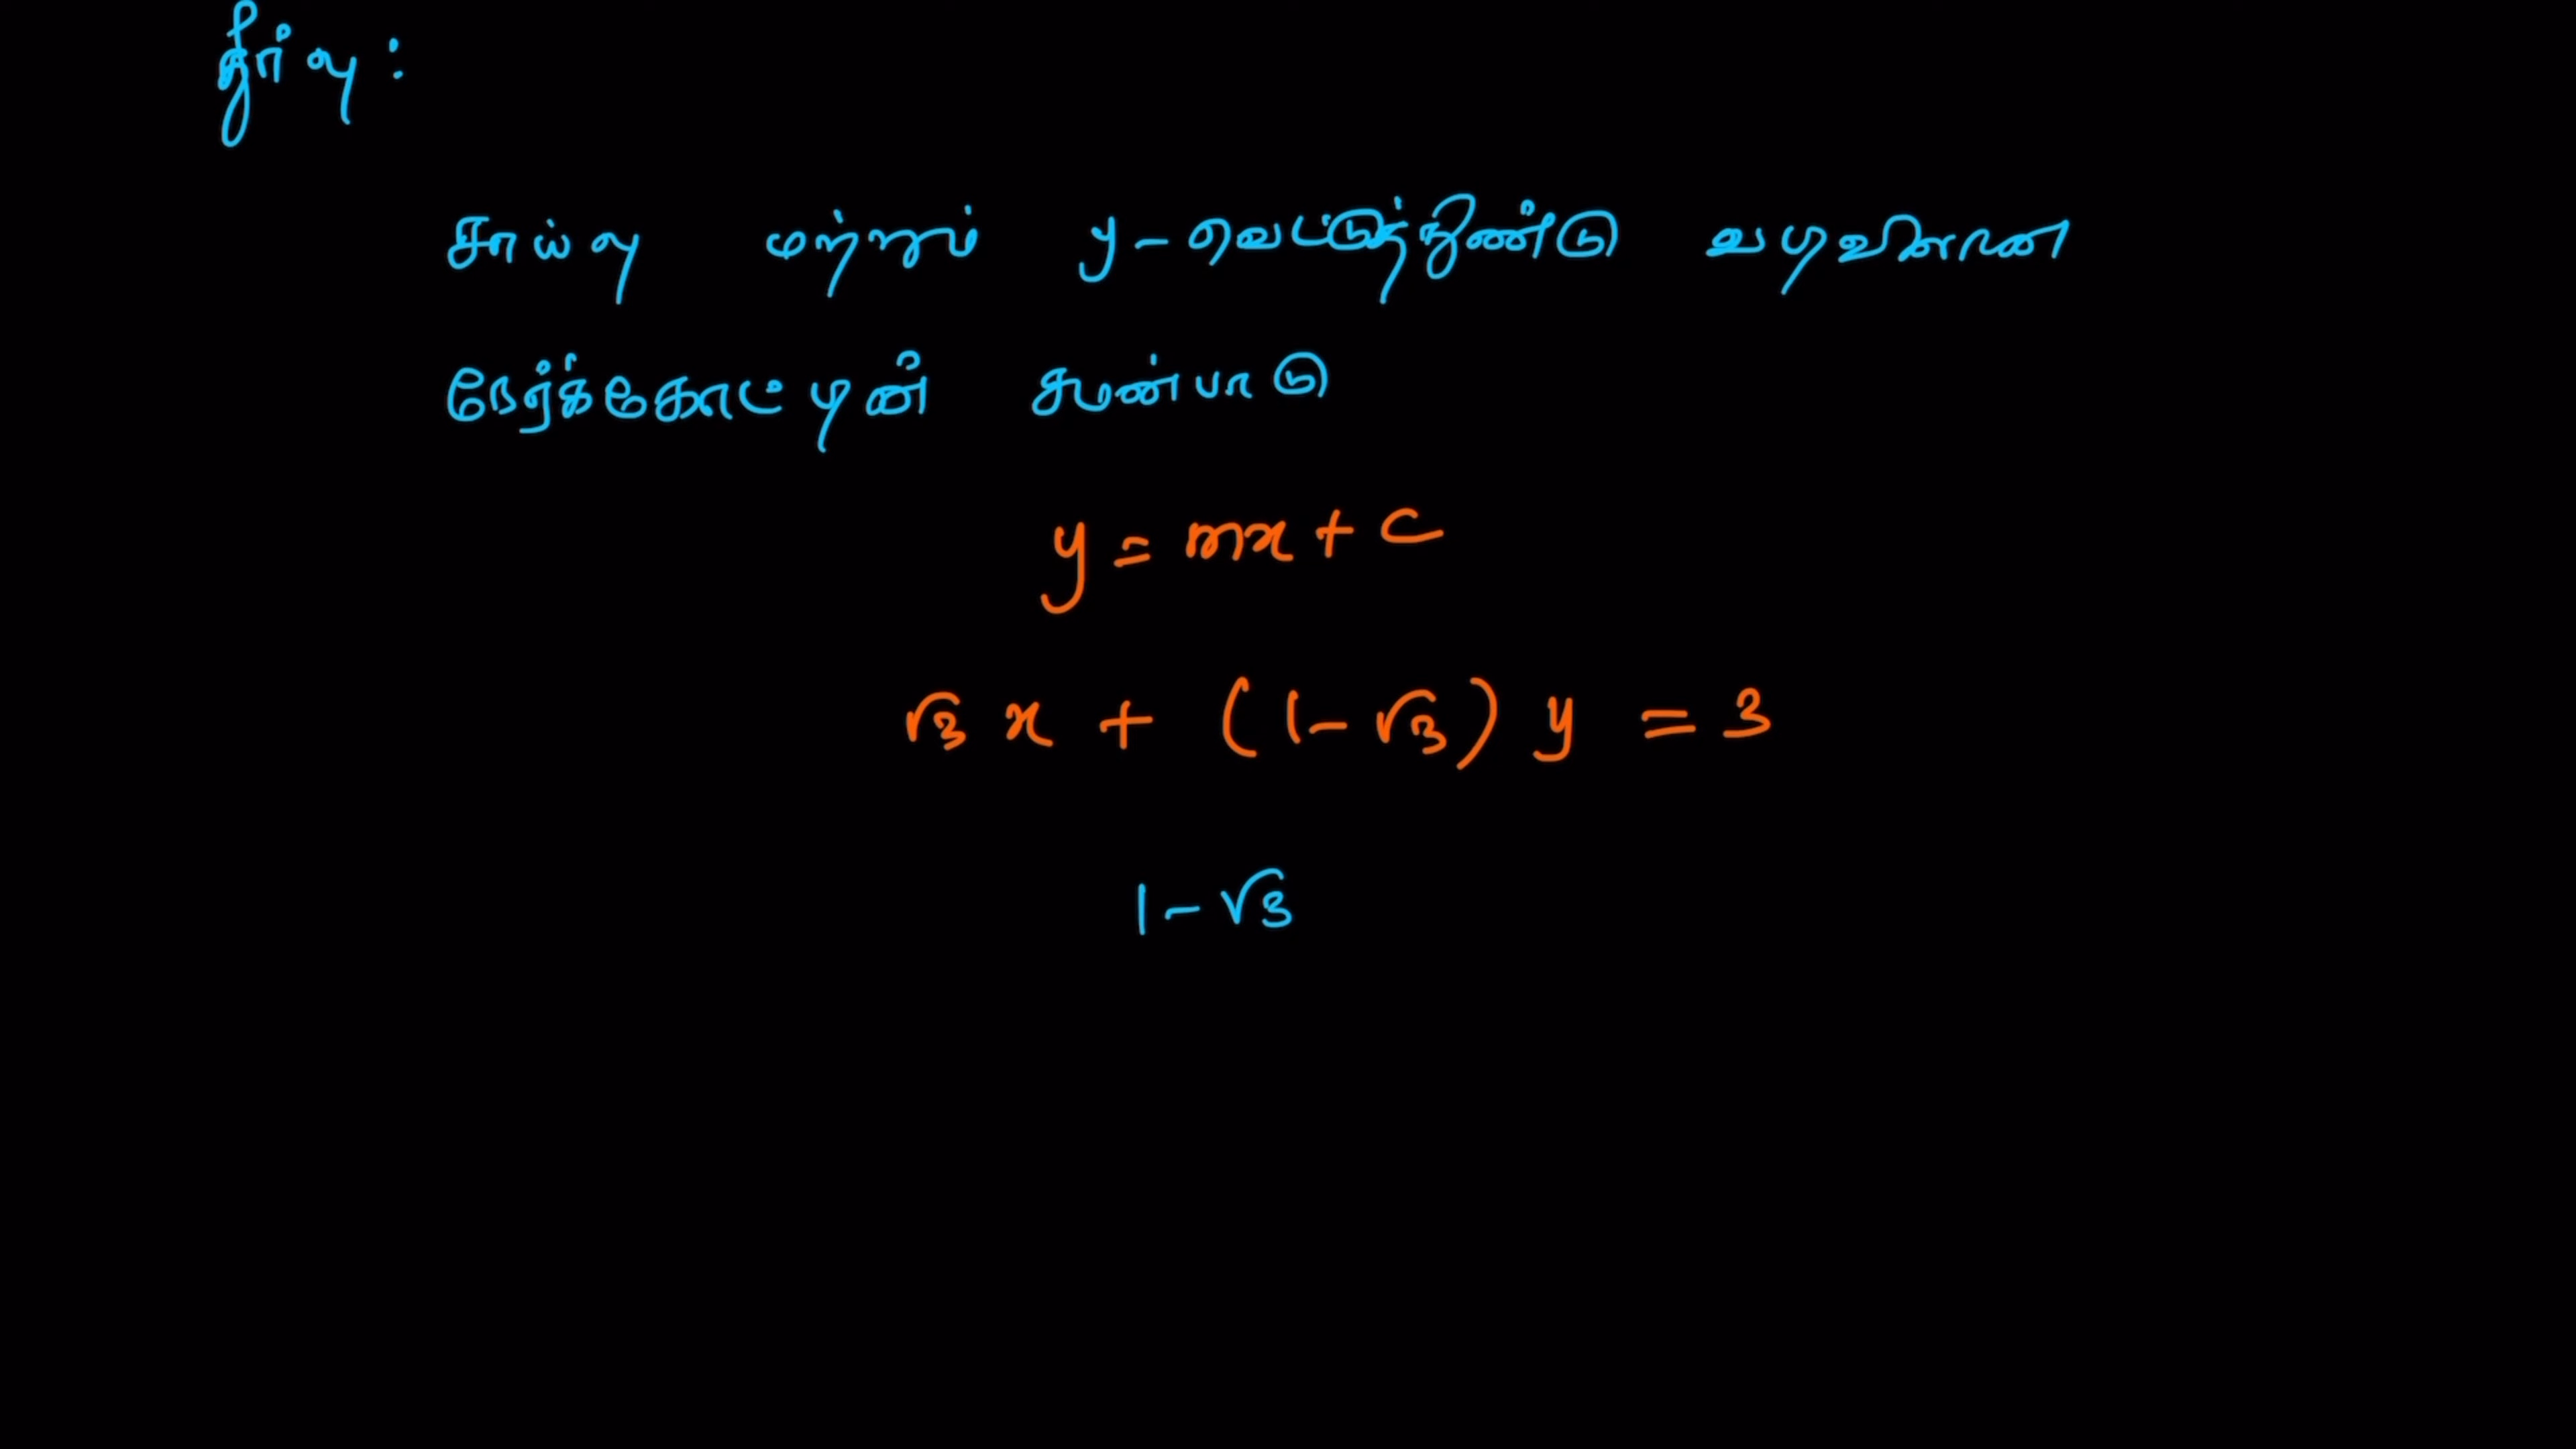 தீர்வு :
சாய்வு மற்றும் y-வெட்டுத்துண்டு வடிவிலான
நேர்க்கோட்டின் சமன்பாடு
y = mx + c
√3 x + (1-√3) y = 3
1-√3